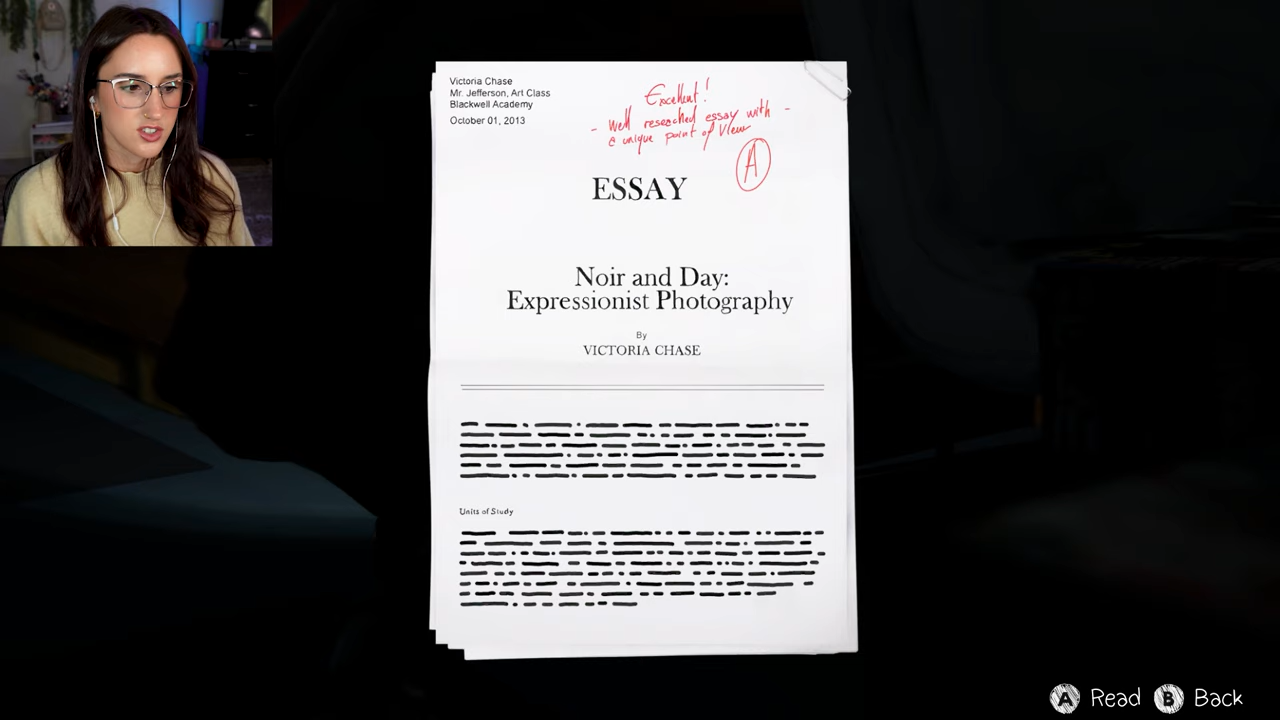 Victoria Chase
Mr. Jefferson, Art Class
Blackwell Academy
October 01, 2013
Excellent!
- Well reseached essay with -
a unique point of View
A
ESSAY
Noir and Day:
Expressionist Photography
By
VICTORIA CHASE
Units of Study
A Read B Back